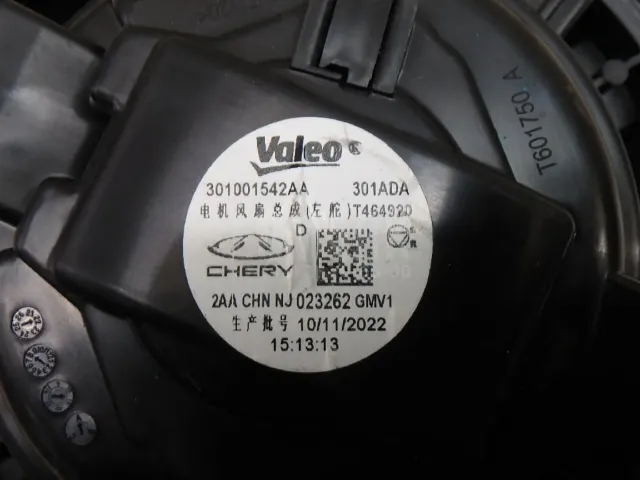 Valeo
301001542AA 301ADA
电机风扇总成(左舵)T464920
D
CHERY
2AA CHN NJ 023262 GMV1
生产批号 10/11/2022
15:13:13
T601750 A